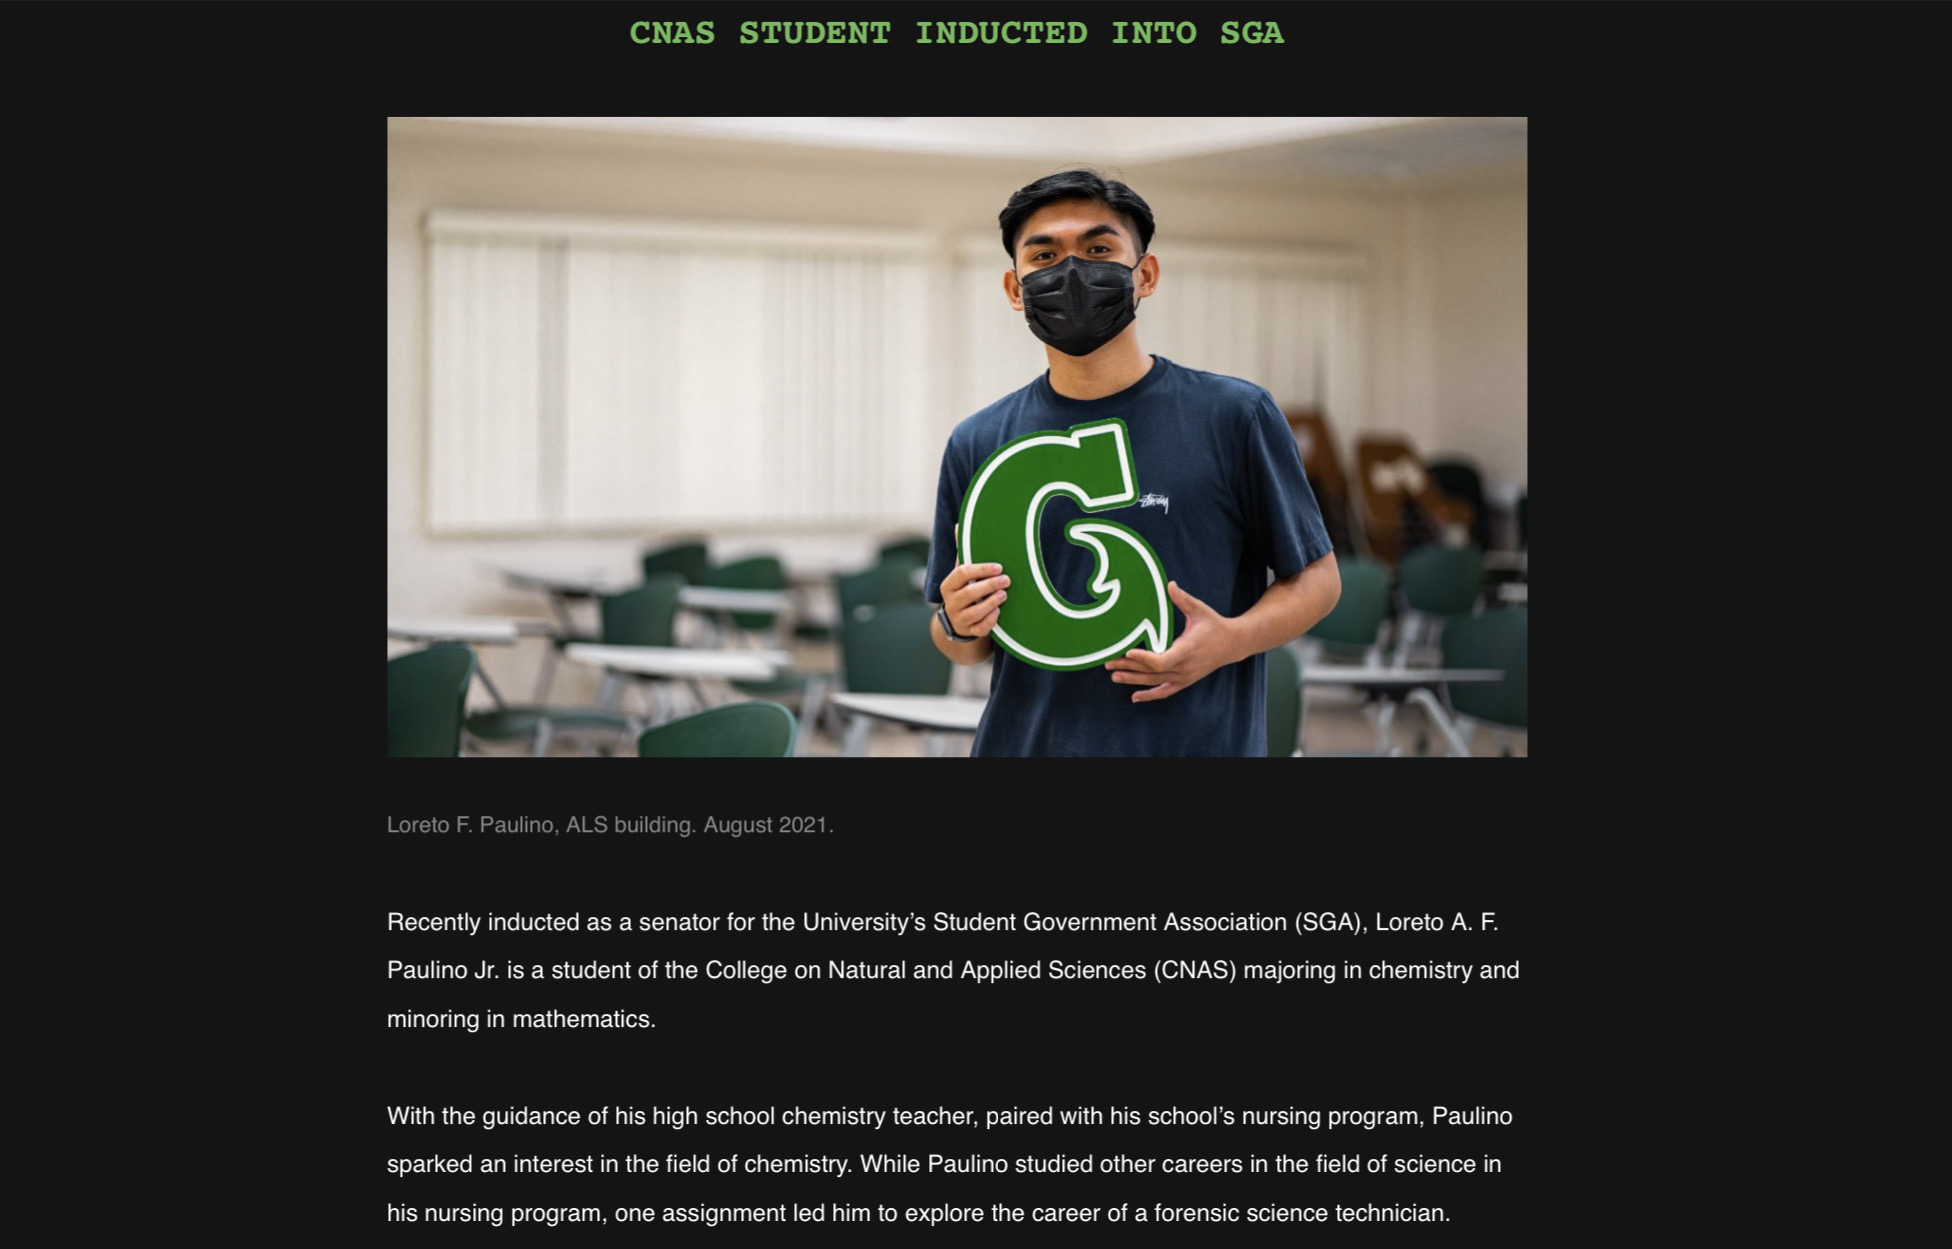 CNAS STUDENT INDUCTED INTO SGA
G
Stüssy
Loreto F. Paulino, ALS building. August 2021.
Recently inducted as a senator for the University’s Student Government Association (SGA), Loreto A. F.
Paulino Jr. is a student of the College on Natural and Applied Sciences (CNAS) majoring in chemistry and
minoring in mathematics.
With the guidance of his high school chemistry teacher, paired with his school’s nursing program, Paulino
sparked an interest in the field of chemistry. While Paulino studied other careers in the field of science in
his nursing program, one assignment led him to explore the career of a forensic science technician.